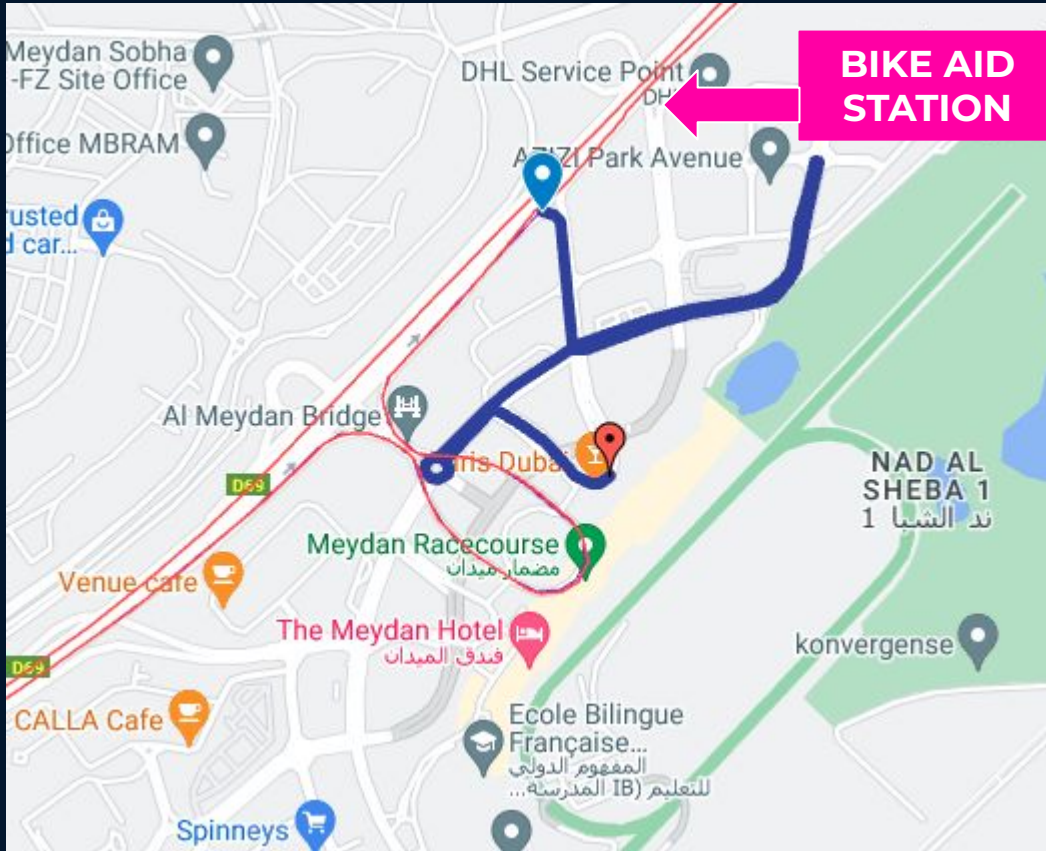 Meydan Sobha
-FZ Site Office
DHL Service Point
DHL
BIKE AID
STATION
Office MBRAM
AZIZI Park Avenue
rusted
d car...
Al Meydan Bridge
D69
iris Dubai
NAD AL
SHEBA 1
ند الشبا 1
Meydan Racecourse
مضمار ميدان
Venue cafe
The Meydan Hotel
فندق الميدان
D69
konvergense
CALLA Cafe
Ecole Bilingue
Française...
المفهوم الدولي
للتعليم (IB المدرسة...
Spinneys